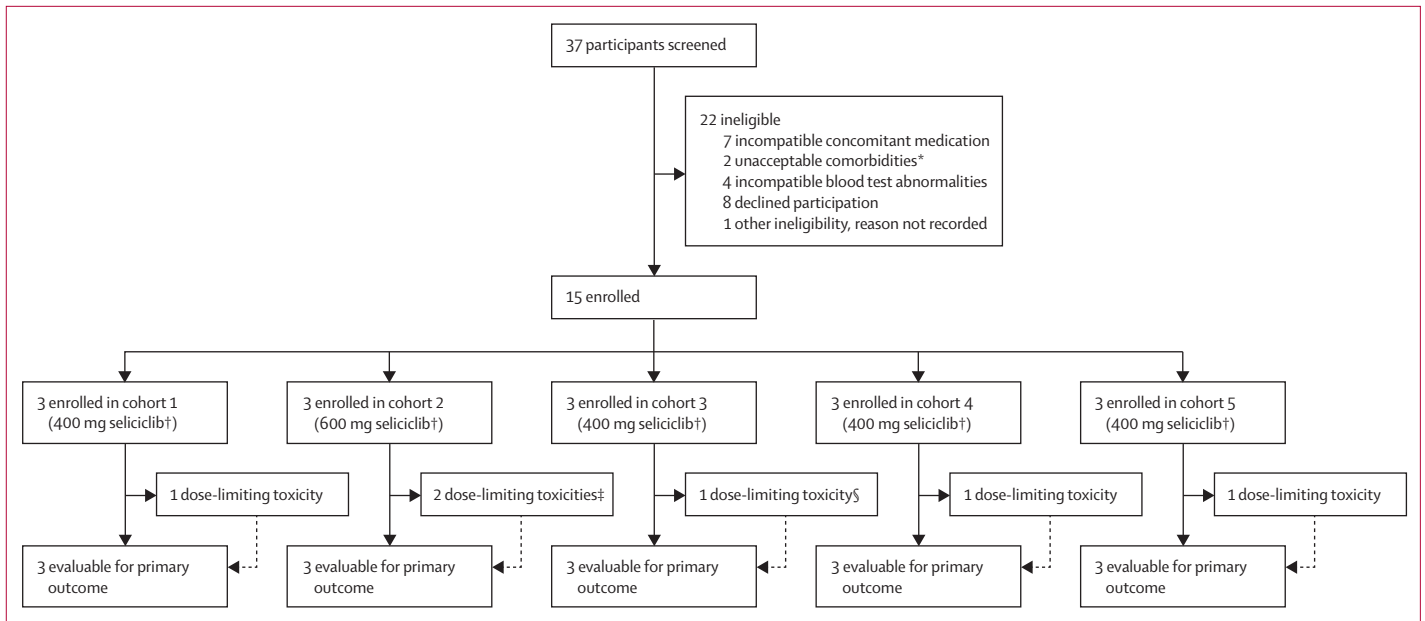 37 participants screened
22 ineligible
7 incompatible concomitant medication
2 unacceptable comorbidities*
4 incompatible blood test abnormalities
8 declined participation
1 other ineligibility, reason not recorded
15 enrolled
3 enrolled in cohort 1
(400 mg seliciclib†)
3 enrolled in cohort 2
(600 mg seliciclib†)
3 enrolled in cohort 3
(400 mg seliciclib†)
3 enrolled in cohort 4
(400 mg seliciclib†)
3 enrolled in cohort 5
(400 mg seliciclib†)
1 dose-limiting toxicity
2 dose-limiting toxicities‡
1 dose-limiting toxicity§
1 dose-limiting toxicity
1 dose-limiting toxicity
3 evaluable for primary
outcome
3 evaluable for primary
outcome
3 evaluable for primary
outcome
3 evaluable for primary
outcome
3 evaluable for primary
outcome